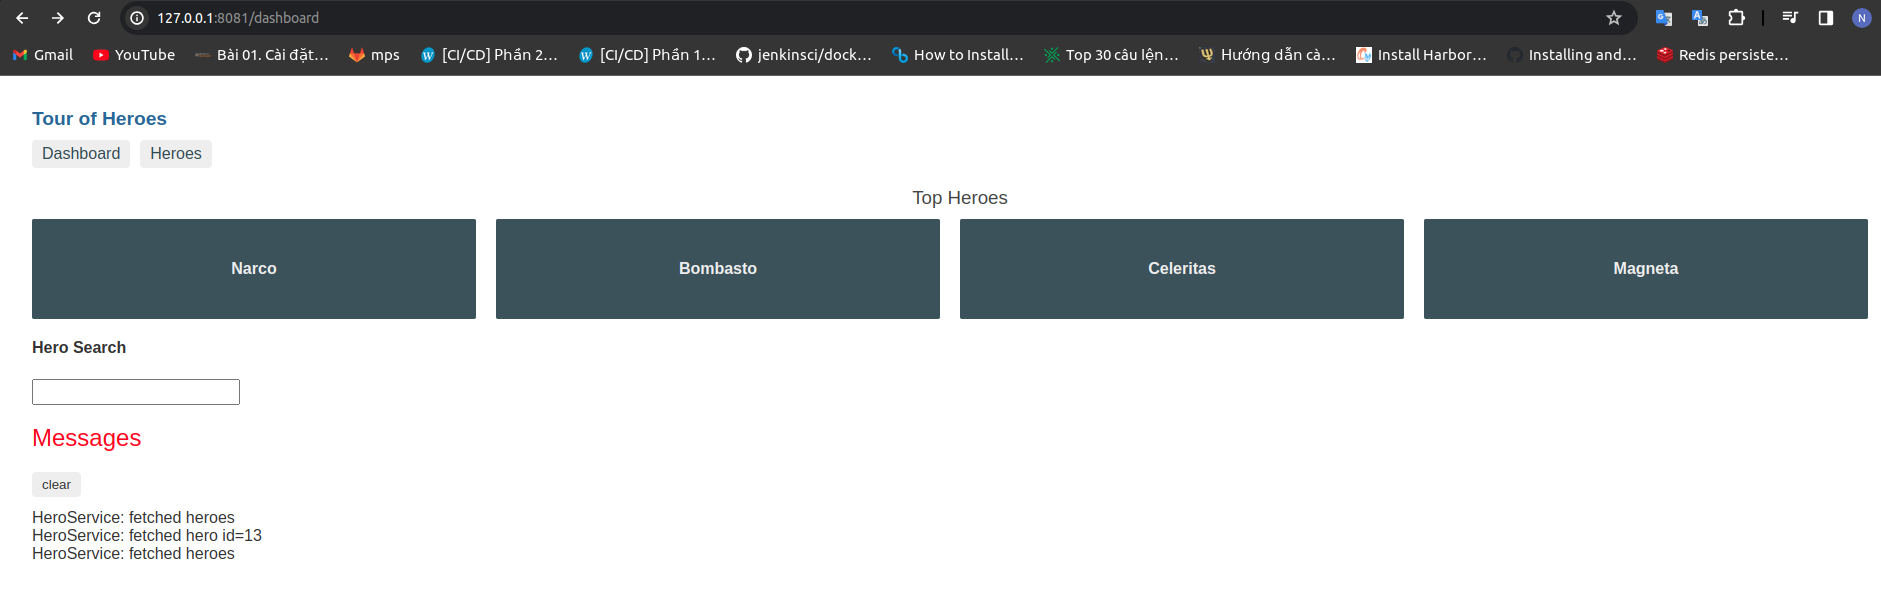 127.0.0.1:8081/dashboard
Gmail YouTube Bài 01. Cài đặt... mps [CI/CD] Phần 2... [CI/CD] Phần 1... jenkinsci/dock... How to Install... Top 30 câu lện... Hướng dẫn cà... Install Harbor... Installing and... Redis persiste...
Tour of Heroes
Dashboard Heroes
Top Heroes
Narco Bombasto Celeritas Magneta
Hero Search
Messages
clear
HeroService: fetched heroes
HeroService: fetched hero id=13
HeroService: fetched heroes